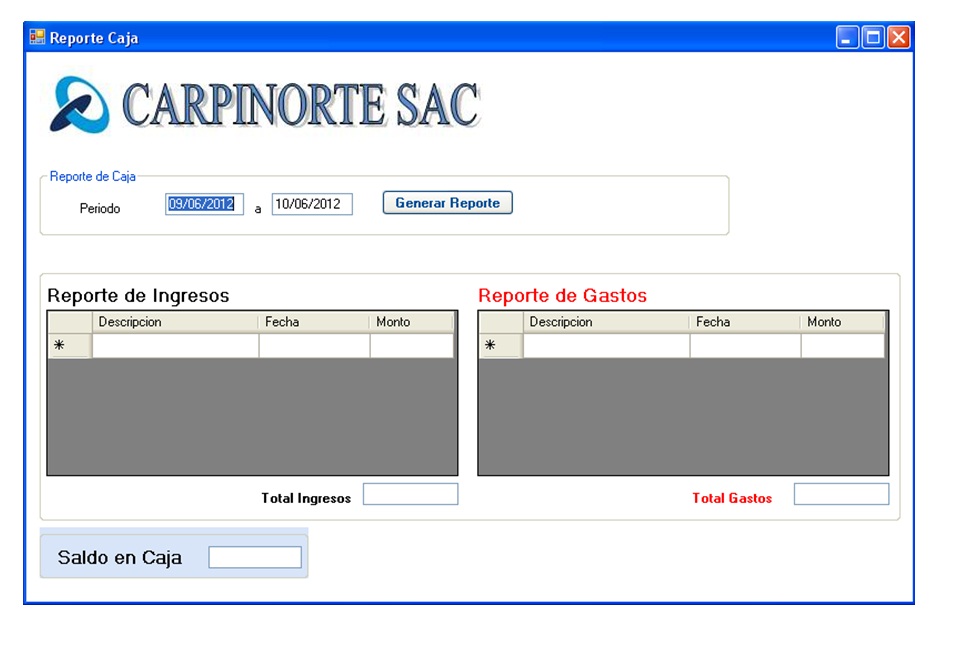 Reporte Caja
CARPINORTE SAC
Reporte de Caja
Periodo 09/06/2012 a 10/06/2012 Generar Reporte
Reporte de Ingresos
Descripcion Fecha Monto
*
Total Ingresos
Reporte de Gastos
Descripcion Fecha Monto
*
Total Gastos
Saldo en Caja